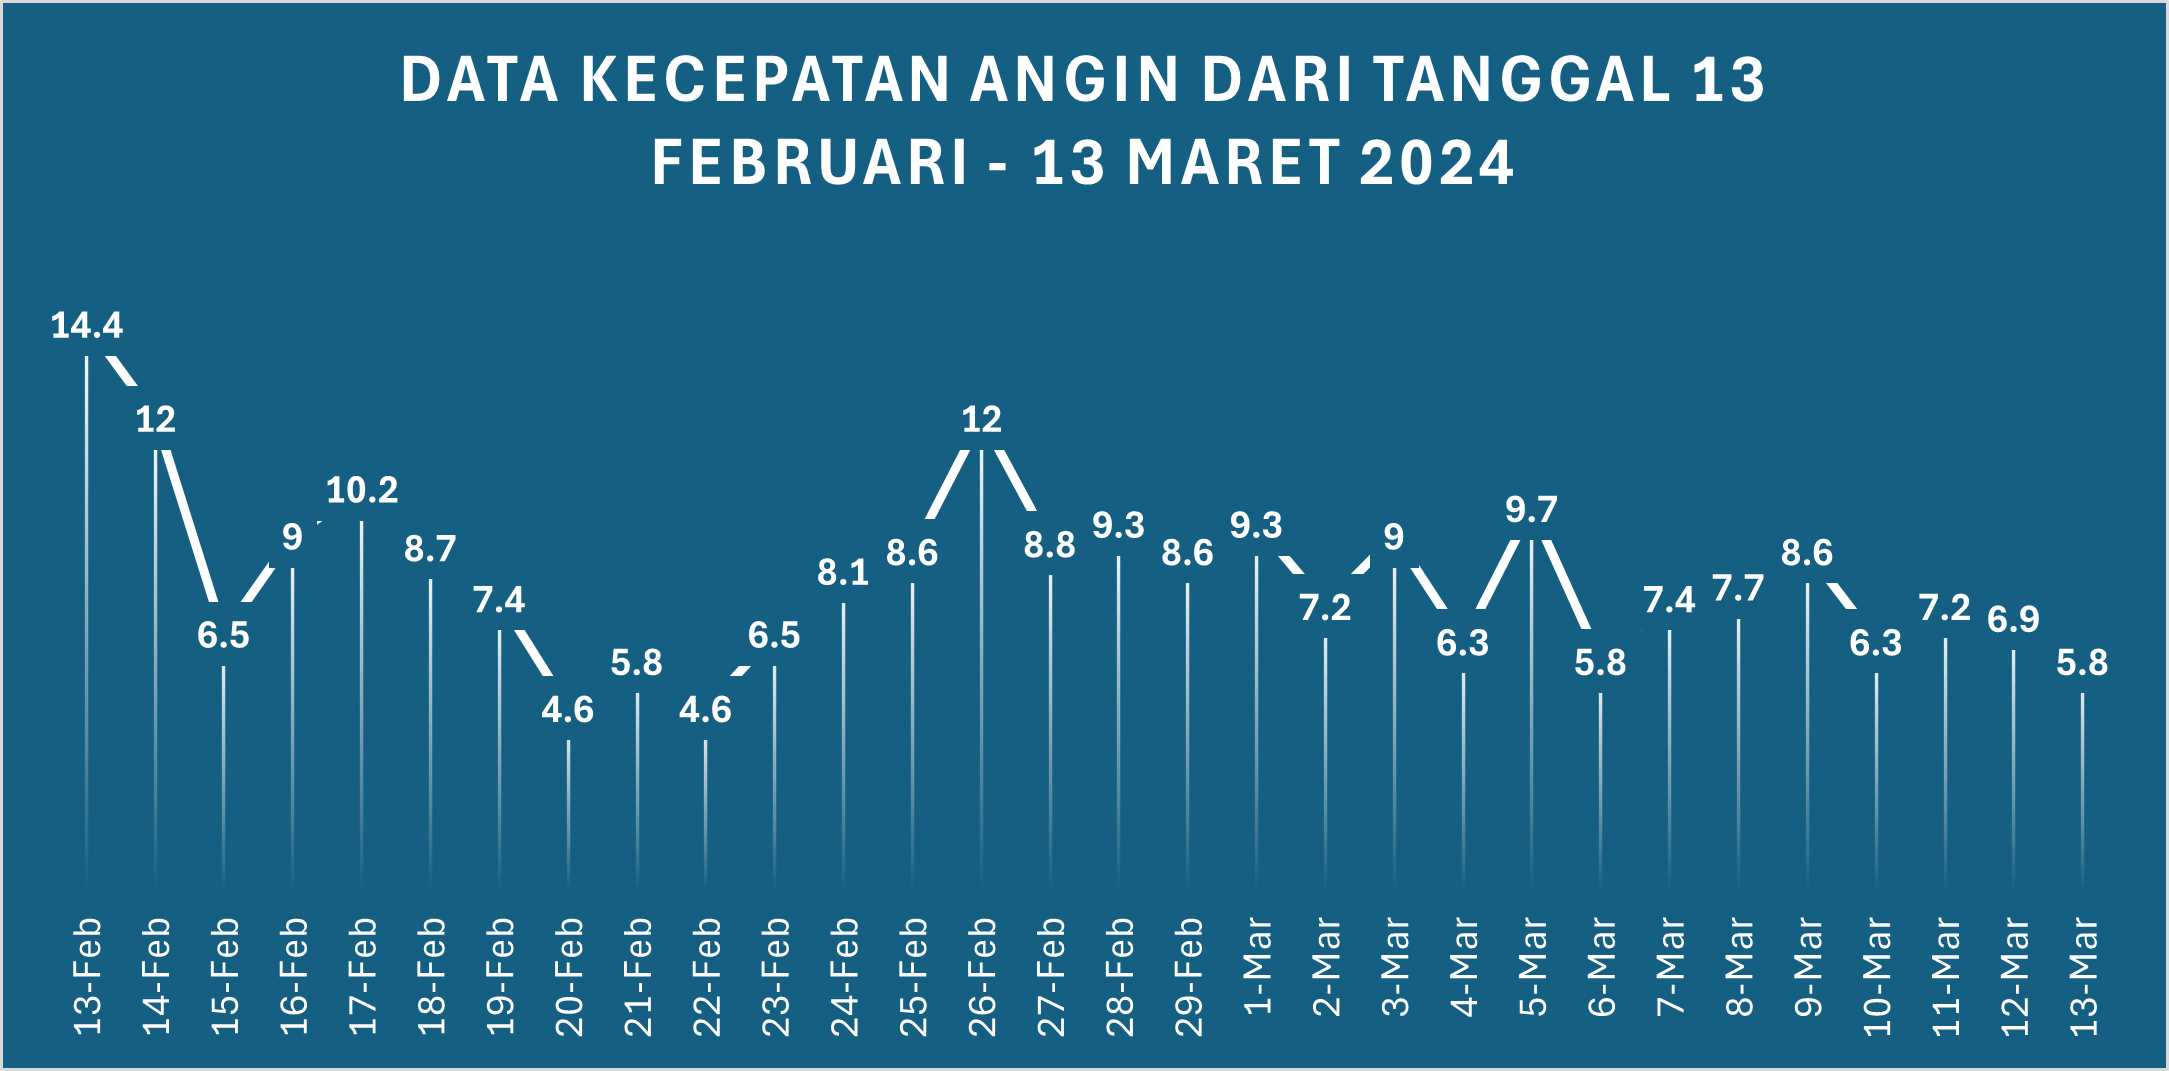 DATA KECEPATAN ANGIN DARI TANGGAL 13
FEBRUARI - 13 MARET 2024
14.4
12
6.5
9
10.2
8.7
7.4
4.6
5.8
4.6
6.5
8.1
8.6
12
8.8
9.3
8.6
9.3
7.2
9
6.3
9.7
5.8
7.4
7.7
8.6
6.3
7.2
6.9
5.8
13-Feb
14-Feb
15-Feb
16-Feb
17-Feb
18-Feb
19-Feb
20-Feb
21-Feb
22-Feb
23-Feb
24-Feb
25-Feb
26-Feb
27-Feb
28-Feb
29-Feb
1-Mar
2-Mar
3-Mar
4-Mar
5-Mar
6-Mar
7-Mar
8-Mar
9-Mar
10-Mar
11-Mar
12-Mar
13-Mar